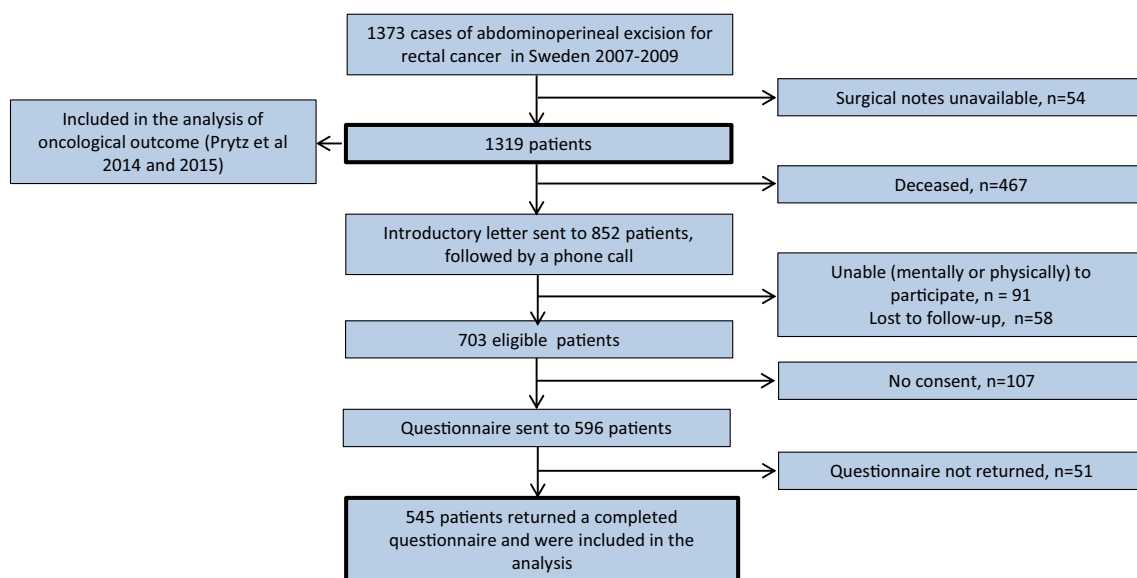 1373 cases of abdominoperineal excision for
rectal cancer in Sweden 2007-2009
Surgical notes unavailable, n=54
Included in the analysis of
oncological outcome (Prytz et al
2014 and 2015)
1319 patients
Deceased, n=467
Introductory letter sent to 852 patients,
followed by a phone call
Unable (mentally or physically) to
participate, n = 91
Lost to follow-up, n=58
703 eligible patients
No consent, n=107
Questionnaire sent to 596 patients
Questionnaire not returned, n=51
545 patients returned a completed
questionnaire and were included in the
analysis